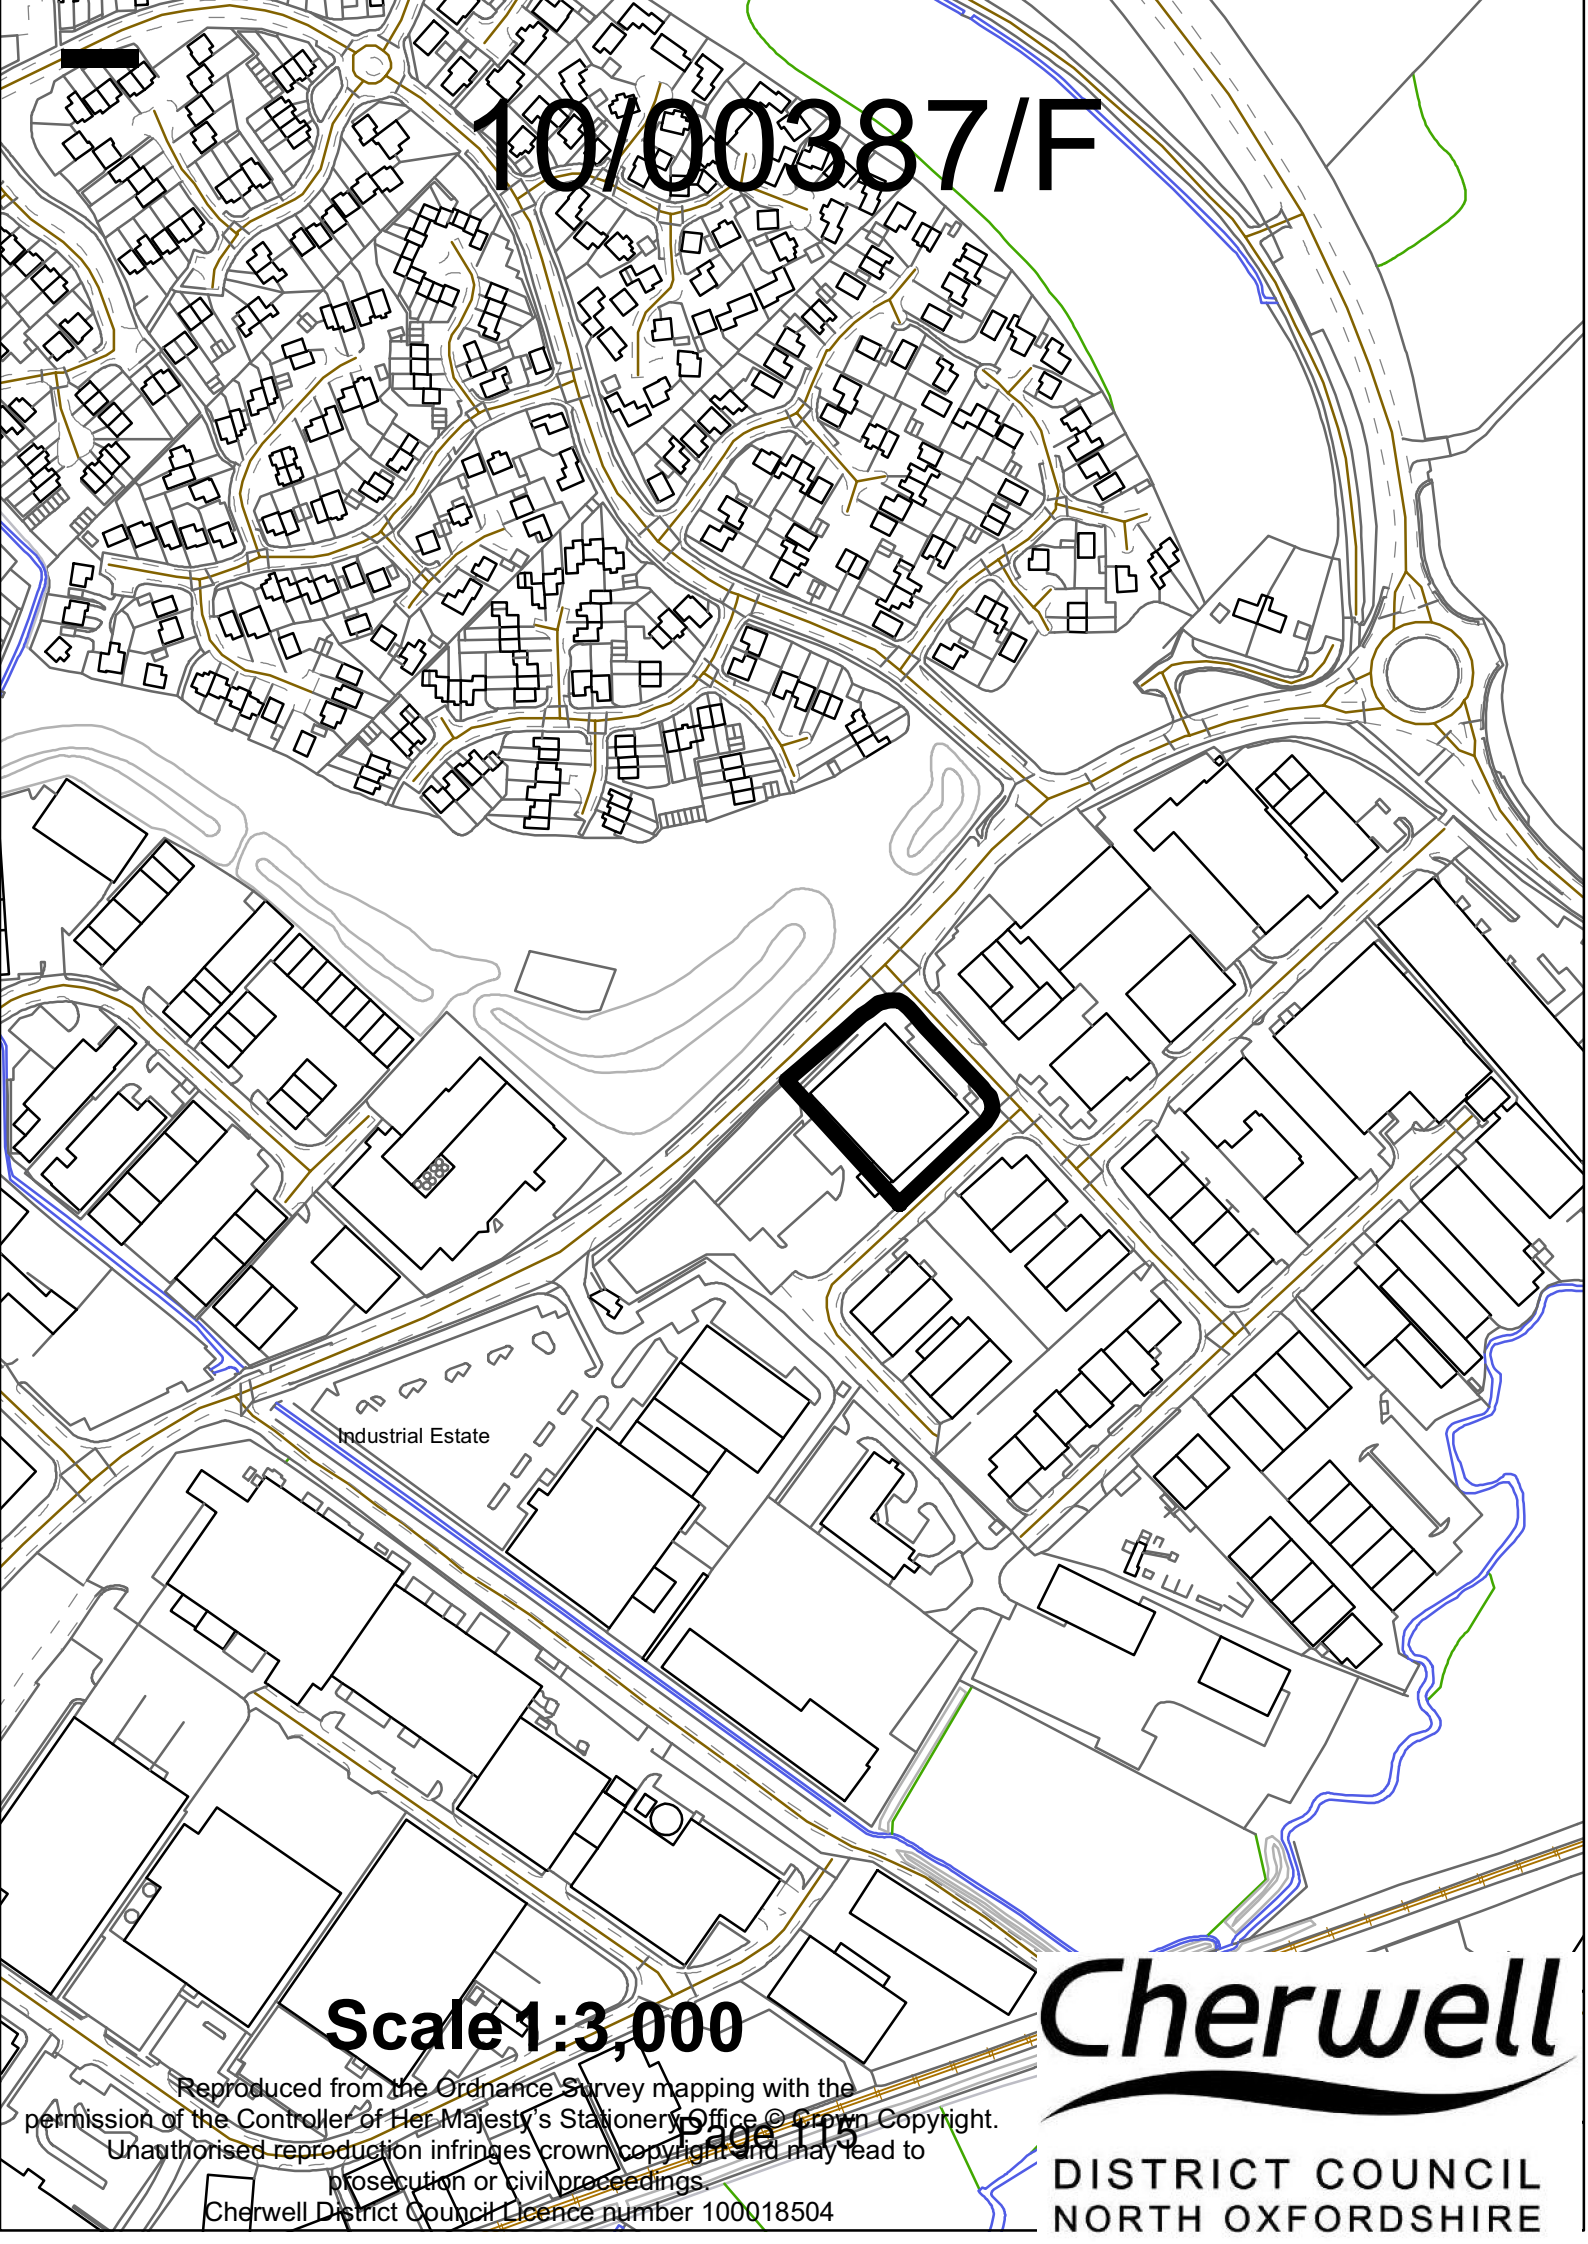 10/00387/F
Industrial Estate
Scale 1:3,000
Reproduced from the Ordnance Survey mapping with the
permission of the Controller of Her Majesty's Stationery Office © Crown Copyright.
Unauthorised reproduction infringes crown copyright and may lead to
prosecution or civil proceedings.
Cherwell District Council Licence number 100018504
Page 115
Cherwell
DISTRICT COUNCIL
NORTH OXFORDSHIRE